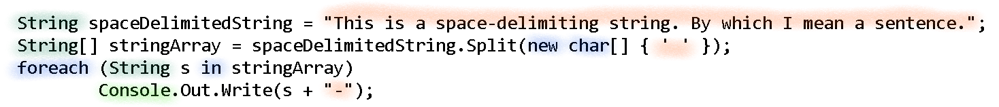 String spaceDelimitedString = "This is a space-delimiting string. By which I mean a sentence.";
String[] stringArray = spaceDelimitedString.Split(new char[] { ' ' });
foreach (String s in stringArray)
Console.Out.Write(s + "-");